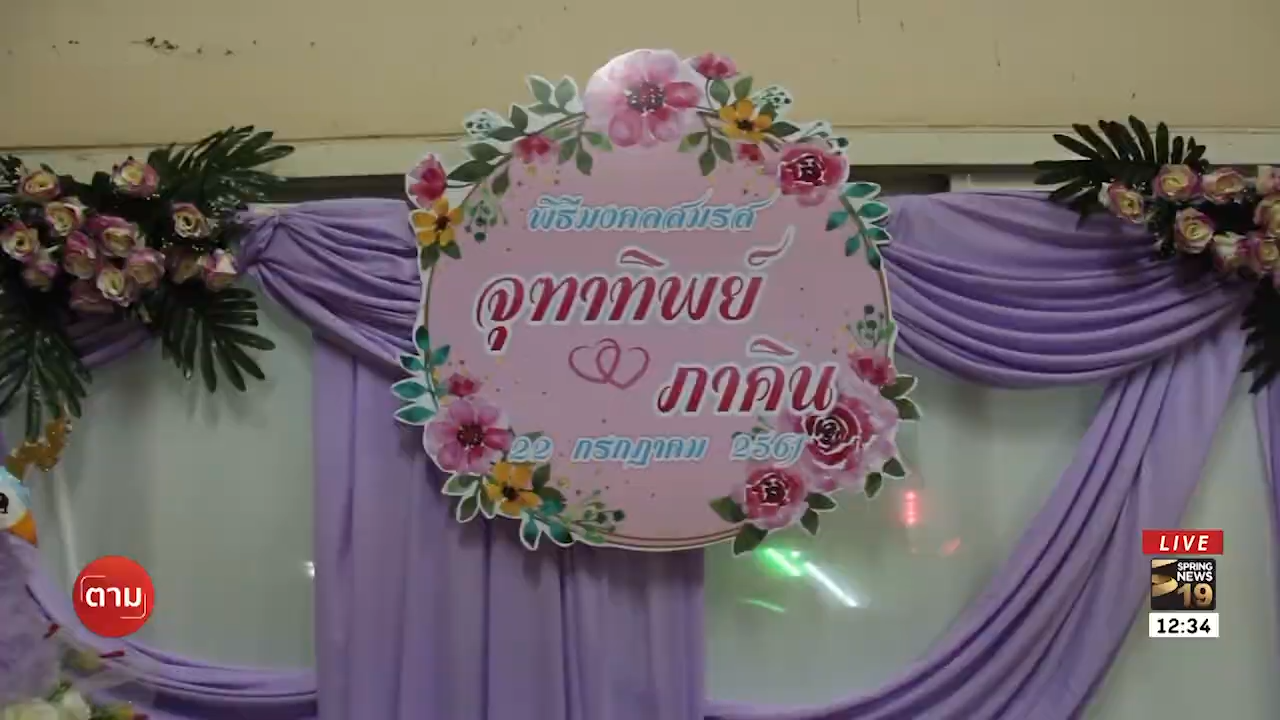 พิธีมงคลสมรส
จุฑาทิพย์
ภาคิน
22 กรกฎาคม 2561
ตาม
LIVE
SPRING
NEWS
19
12:34